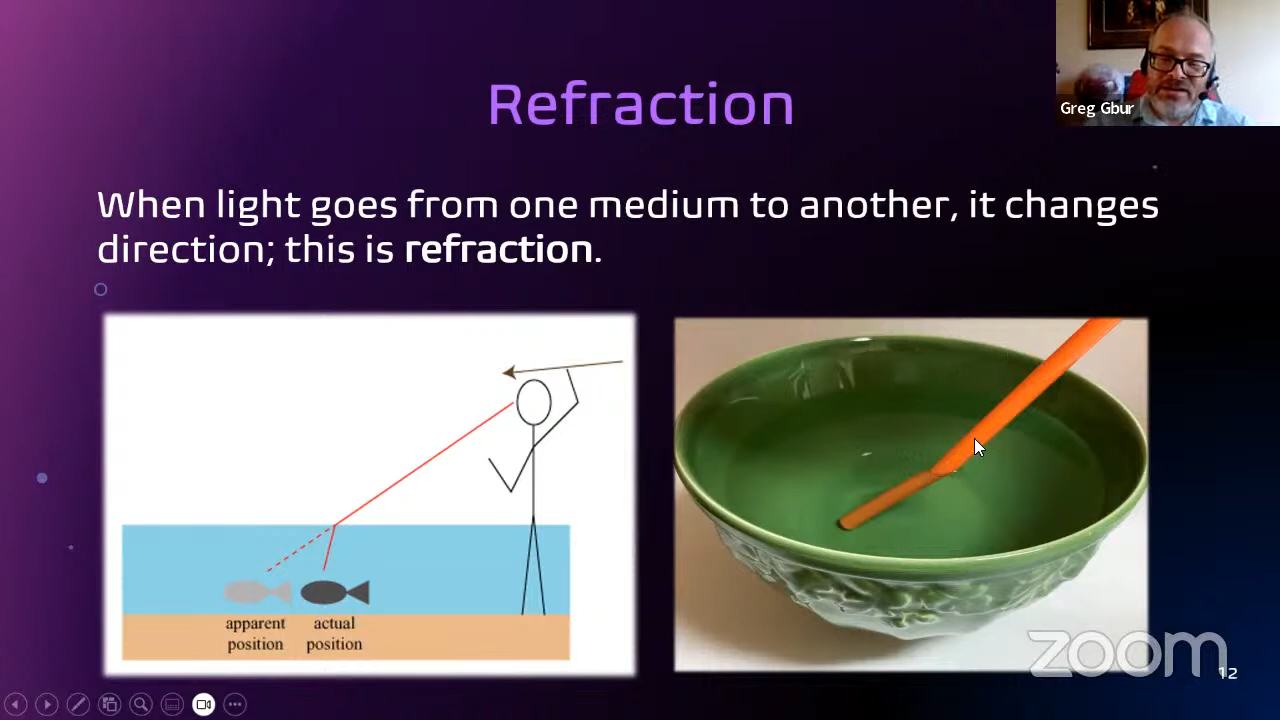 Refraction
Greg Gbur
When light goes from one medium to another, it changes
direction; this is refraction.
apparent
position
actual
position
zoom
12